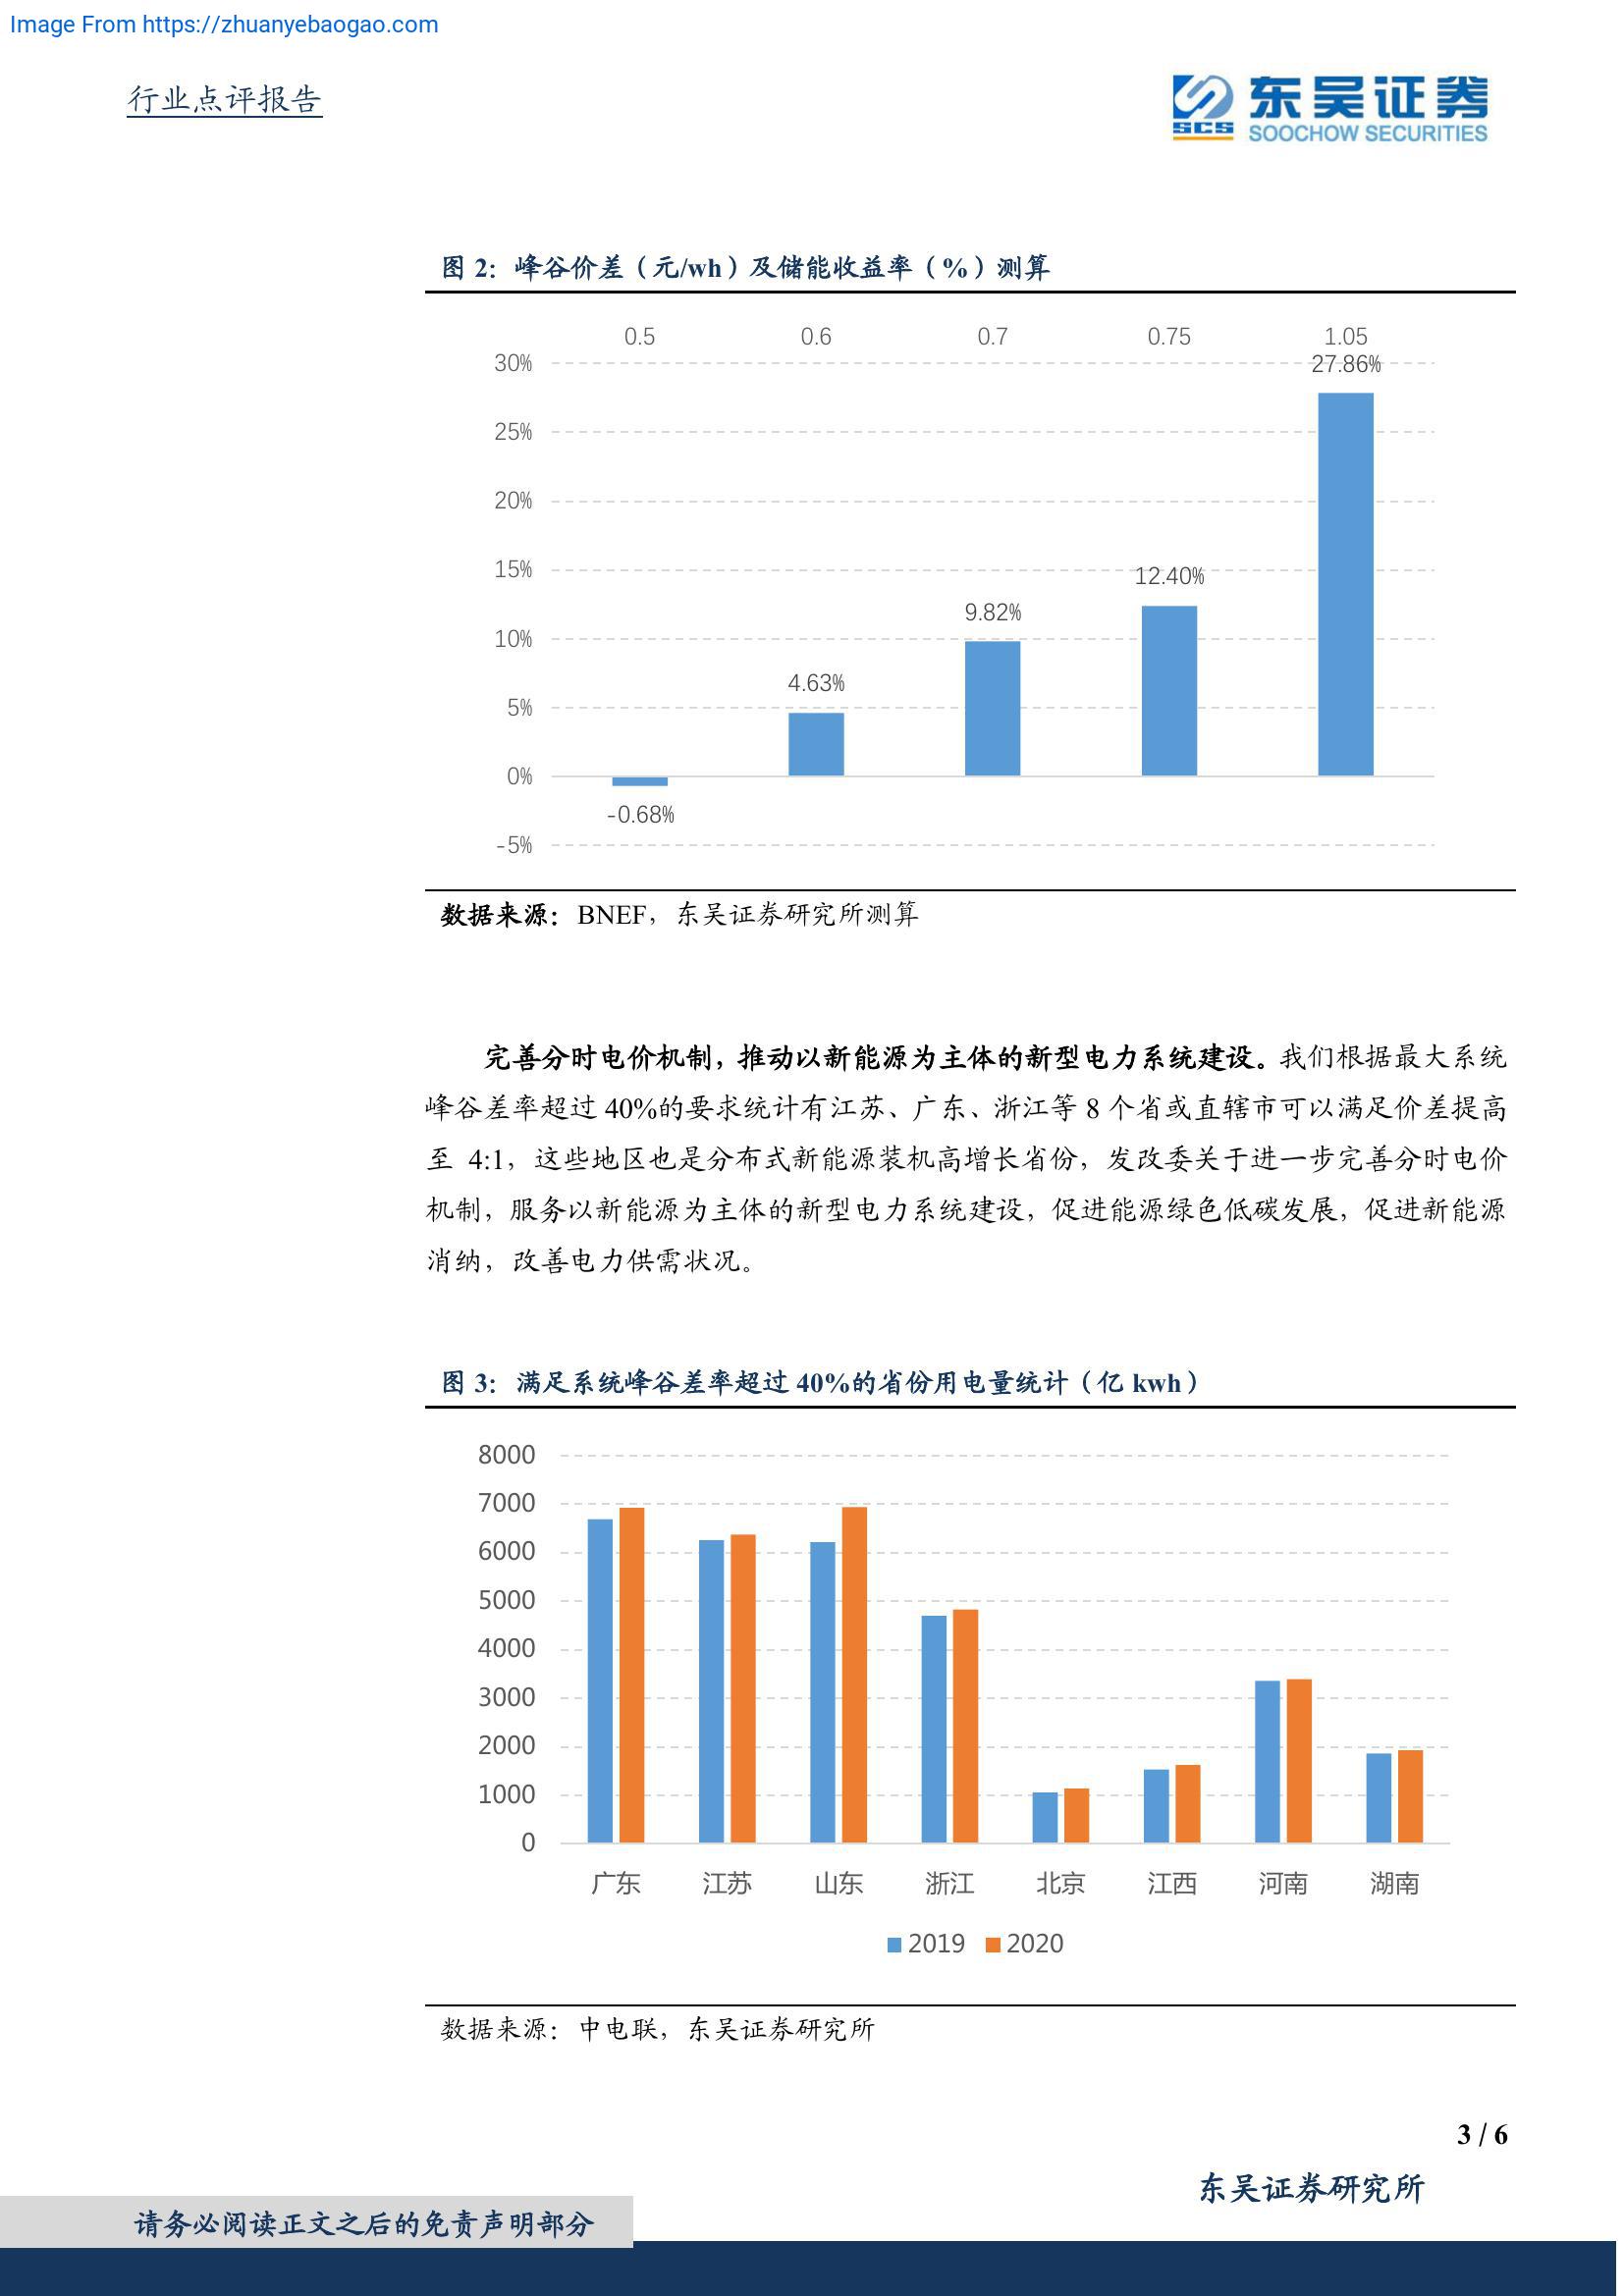 Image From https://zhuanyebaogao.com
行业点评报告
SCS
东吴证券
SOOCHOW SECURITIES
图 2：峰谷价差（元/wh）及储能收益率（%）测算
0.5 0.6 0.7 0.75 1.05
30%
27.86%
25%
20%
15%
12.40%
9.82%
10%
4.63%
5%
0%
-0.68%
-5%
数据来源：BNEF，东吴证券研究所测算
完善分时电价机制，推动以新能源为主体的新型电力系统建设。我们根据最大系统
峰谷差率超过 40%的要求统计有江苏、广东、浙江等 8 个省或直辖市可以满足价差提高
至 4:1，这些地区也是分布式新能源装机高增长省份，发改委关于进一步完善分时电价
机制，服务以新能源为主体的新型电力系统建设，促进能源绿色低碳发展，促进新能源
消纳，改善电力供需状况。
图 3：满足系统峰谷差率超过 40%的省份用电量统计（亿 kwh）
8000
7000
6000
5000
4000
3000
2000
1000
0
广东 江苏 山东 浙江 北京 江西 河南 湖南
2019 2020
数据来源：中电联，东吴证券研究所
3 / 6
东吴证券研究所
请务必阅读正文之后的免责声明部分